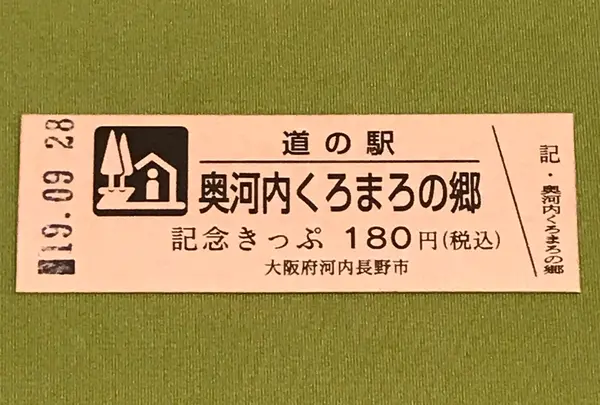 19.09 28
道の駅
奥河内くろまろの郷
記念きっぷ 180円(税込)
大阪府河内長野市
記・奥河内くろまろの郷